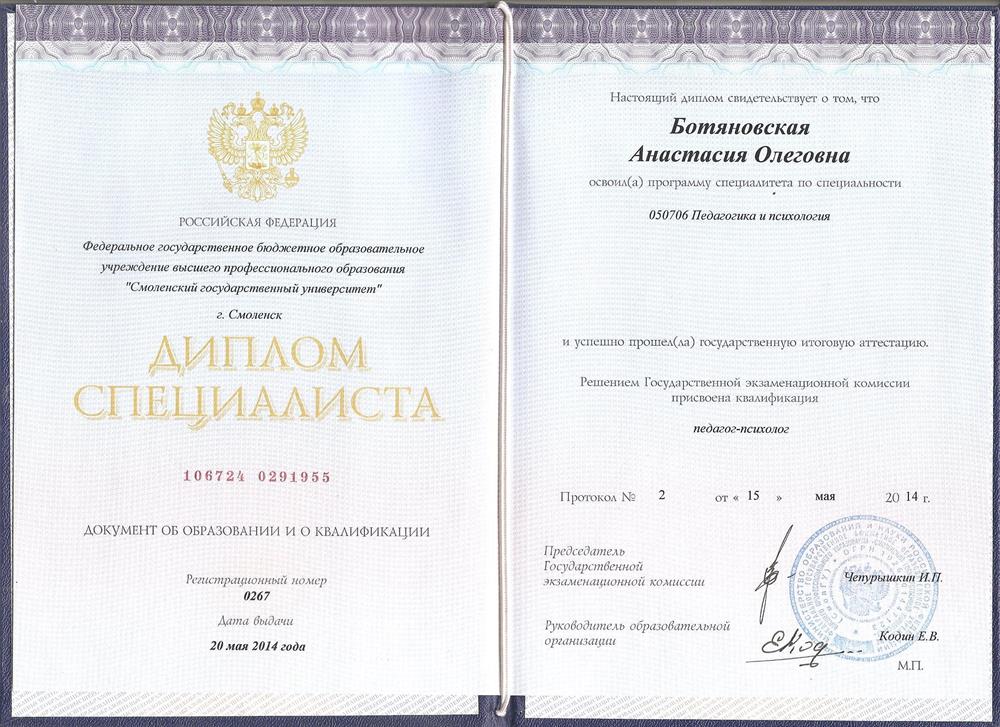 РОССИЙСКАЯ ФЕДЕРАЦИЯ
Федеральное государственное бюджетное образовательное
учреждение высшего профессионального образования
"Смоленский государственный университет"
г. Смоленск
ДИПЛОМ
СПЕЦИАЛИСТА
106724 0291955
ДОКУМЕНТ ОБ ОБРАЗОВАНИИ И О КВАЛИФИКАЦИИ
Регистрационный номер
0267
Дата выдачи
20 мая 2014 года
Настоящий диплом свидетельствует о том, что
Ботяновская
Анастасия Олеговна
освоил(а) программу специалитета по специальности
050706 Педагогика и психология
и успешно прошел(ла) государственную итоговую аттестацию.
Решением Государственной экзаменационной комиссии
присвоена квалификация
педагог-психолог
Протокол № 2 от « 15 » мая 20 14 г.
Председатель
Государственной
экзаменационной комиссии
Чепурышкин И.П.
Руководитель образовательной
организации
Кодин Е.В.
М.П.